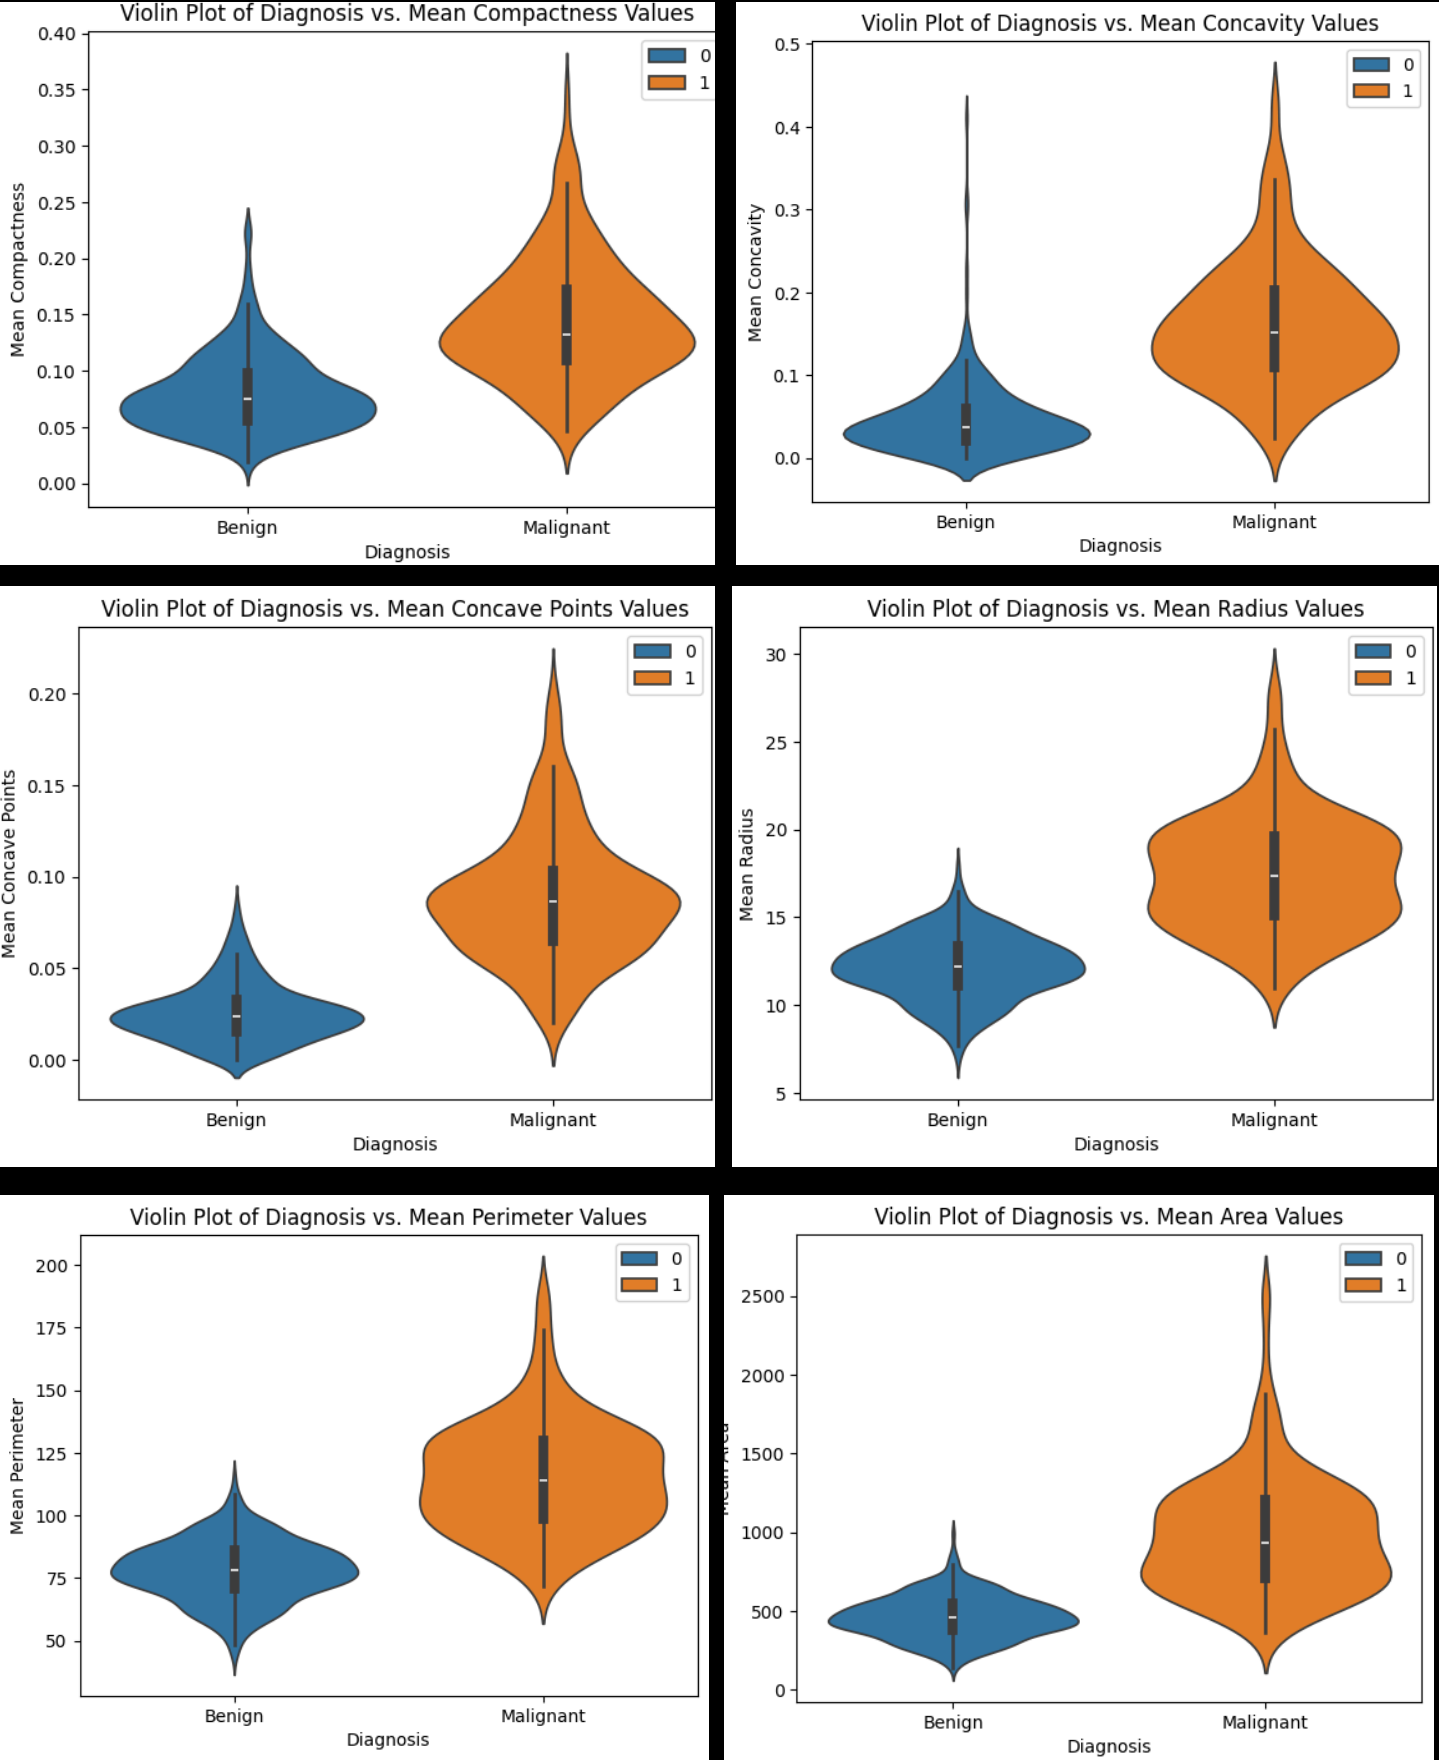 Violin Plot of Diagnosis vs. Mean Compactness Values
0.40
0.35
0.30
0.25
0.20
0.15
0.10
0.05
0.00
Mean Compactness
0
1
Benign
Malignant
Diagnosis
Violin Plot of Diagnosis vs. Mean Concavity Values
0.5
0.4
0.3
0.2
0.1
0.0
Mean Concavity
0
1
Benign
Malignant
Diagnosis
Violin Plot of Diagnosis vs. Mean Concave Points Values
0.20
0.15
0.10
0.05
0.00
Mean Concave Points
0
1
Benign
Malignant
Diagnosis
Violin Plot of Diagnosis vs. Mean Radius Values
30
25
20
15
10
5
Mean Radius
0
1
Benign
Malignant
Diagnosis
Violin Plot of Diagnosis vs. Mean Perimeter Values
200
175
150
125
100
75
50
Mean Perimeter
0
1
Benign
Malignant
Diagnosis
Violin Plot of Diagnosis vs. Mean Area Values
2500
2000
1500
1000
500
0
Mean Area
0
1
Benign
Malignant
Diagnosis